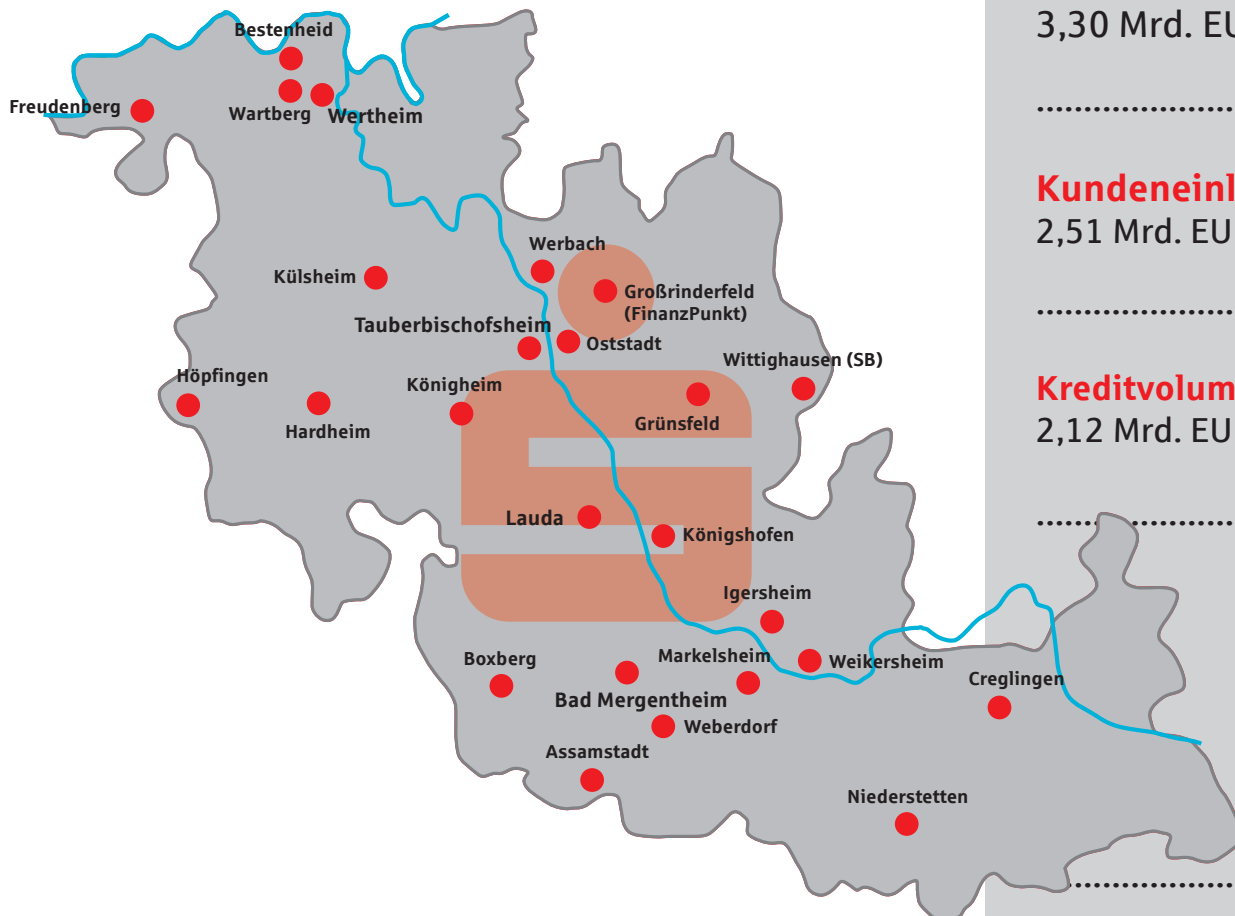 3,30 Mrd. EU
Bestenheid
Freudenberg
Wartberg
Wertheim
Kundeneinl
2,51 Mrd. EU
Werbach
Külsheim
Großrinderfeld
(FinanzPunkt)
Tauberbischofsheim
Oststadt
Wittighausen (SB)
Höpfingen
Königheim
Kreditvolum
2,12 Mrd. EU
Hardheim
Grünsfeld
Lauda
Königshofen
Igersheim
Boxberg
Markelsheim
Weikersheim
Creglingen
Bad Mergentheim
Weberdorf
Assamstadt
Niederstetten